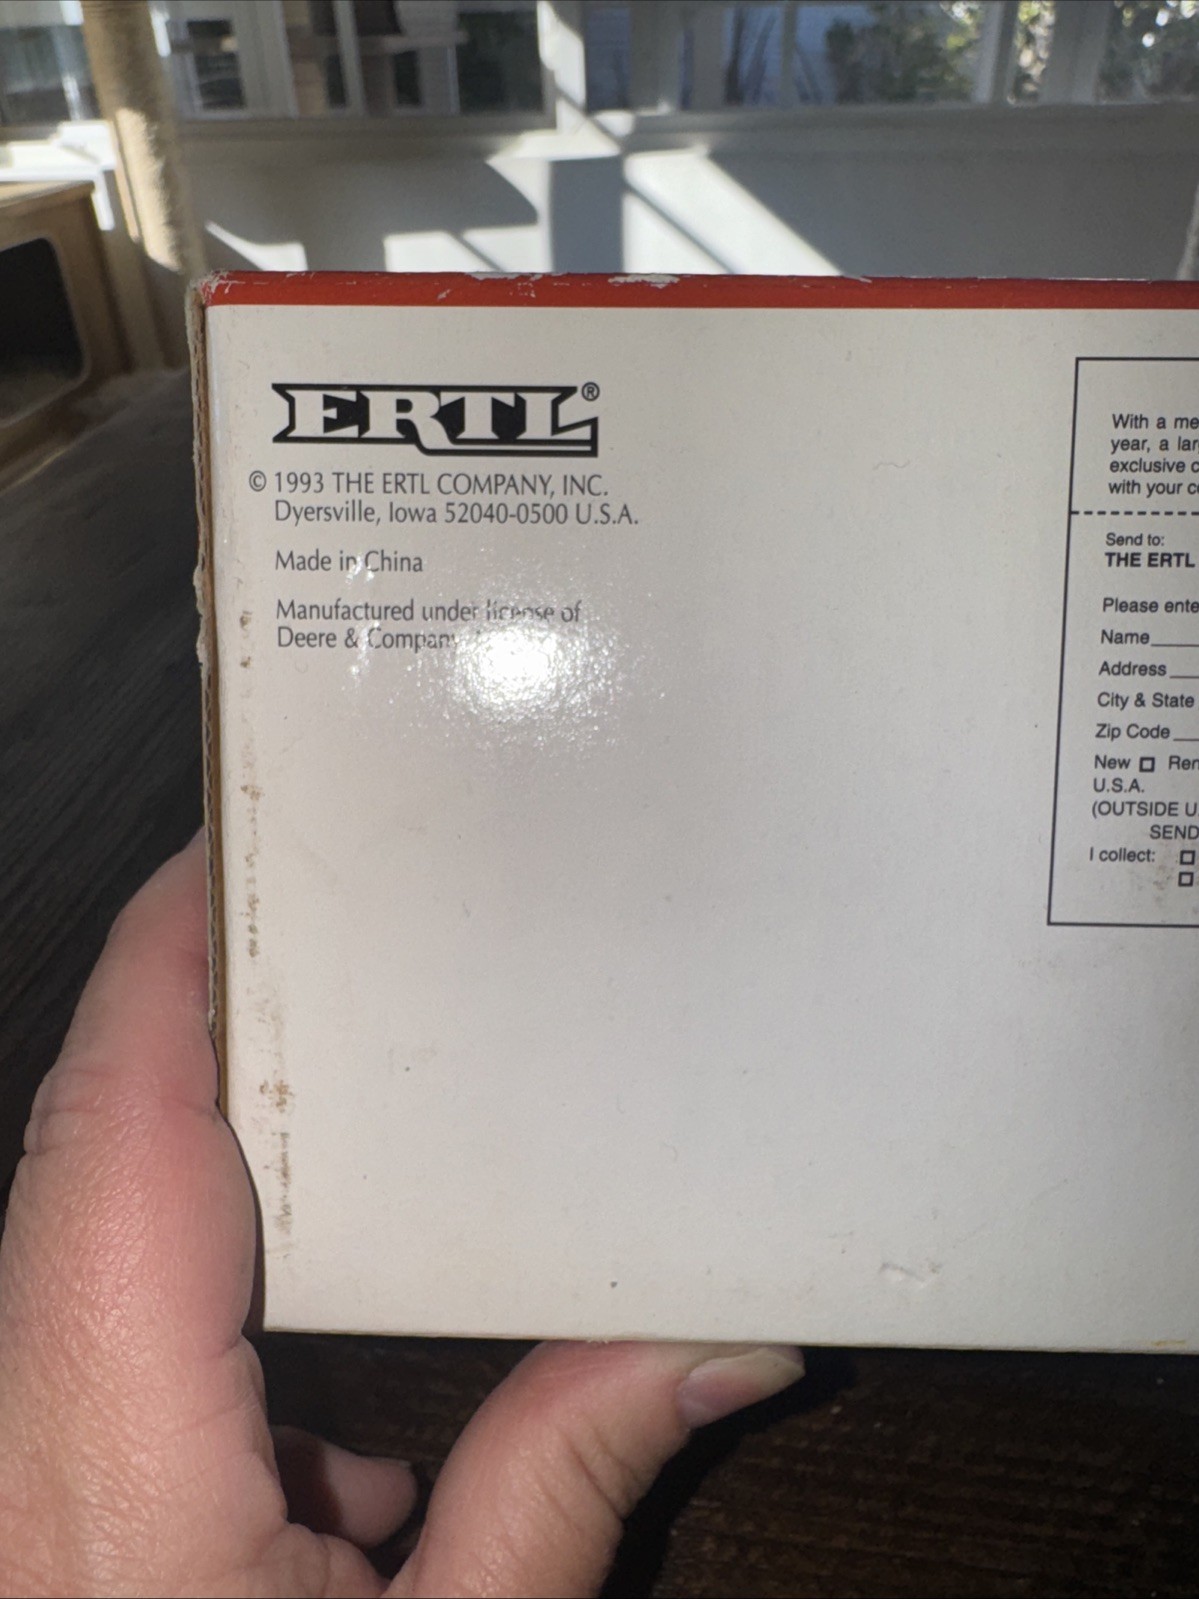 ERTL®
© 1993 THE ERTL COMPANY, INC.
Dyersville, Iowa 52040-0500 U.S.A.
Made in China
Manufactured under license of
Deere & Company
With a me
year, a lar
exclusive c
with your c
Send to:
THE ERTL
Please ente
Name
Address
City & State
Zip Code
New □ Ren
U.S.A.
(OUTSIDE U.
SEND
I collect: □
□